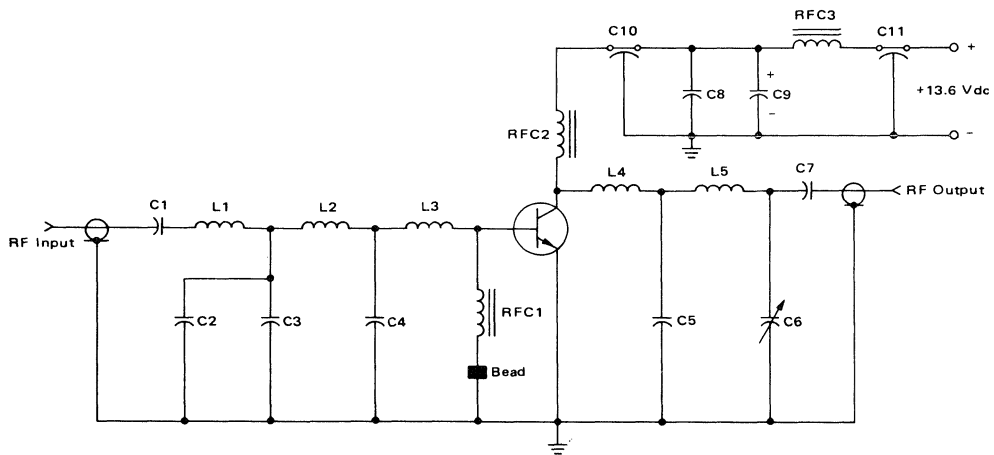 RFC3
C10
C11
+
+
C8
C9
+13.6 Vdc
−
−
RFC2
L4
L5
C7
RF Output
C1
L1
L2
L3
RF Input
C2
C3
C4
RFC1
C5
C6
Bead